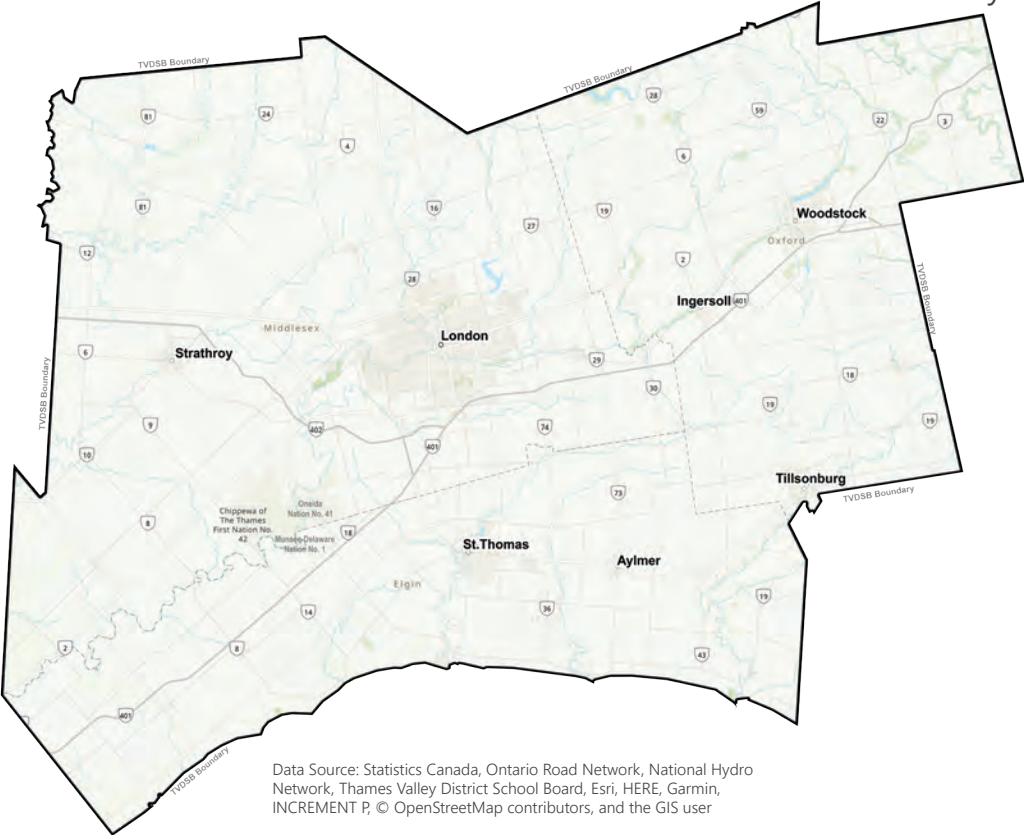 y
TVDSB Boundary
TVDSB Boundary
81
24
4
28
59
22
3
6
81
16
19
27
Woodstock
Oxford
12
2
28
Ingersoll
401
Middlesex
London
TVDSB Boundary
6
Strathroy
29
30
18
TVDSB Boundary
9
402
74
19
19
401
10
Tillsonburg
TVDSB Boundary
73
Oneida
Nation No. 41
Chippewa of
The Thames
First Nation No.
42
8
Munsee-Delaware
Nation No. 1
18
St.Thomas
Aylmer
Elgin
14
36
19
2
8
43
401
TVDSB Boundary
Data Source: Statistics Canada, Ontario Road Network, National Hydro
Network, Thames Valley District School Board, Esri, HERE, Garmin,
INCREMENT P, © OpenStreetMap contributors, and the GIS user